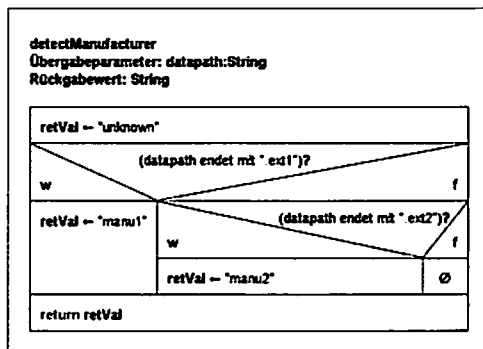 detectManufacturer
Übergabeparameter: datapath:String
Rückgabewert: String
retVal ← "unknown"
(datapath endet mit ".ext1")?
w
f
retVal ← "manu1"
(datapath endet mit ".ext2")?
w
f
retVal ← "manu2"
Ø
return retVal